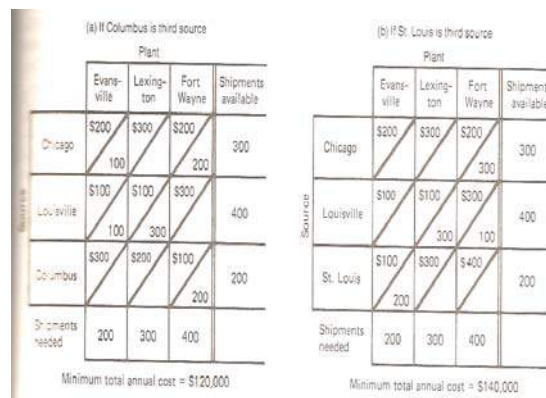 (a) If Columbus is third source
Plant
Evans-
ville
Lexing-
ton
Fort
Wayne
Shipments
available
Chicago
$200
100
$300
$200
200
300
Louisville
$100
100
$100
300
$300
400
Columbus
$300
$200
$100
200
200
Shipments
needed
200
300
400
Minimum total annual cost = $120,000
(b) If St. Louis is third source
Plant
Evans-
ville
Lexing-
ton
Fort
Wayne
Shipment
available
Source
Chicago
$200
$300
$200
300
300
Louisville
$100
$100
300
$300
100
400
St. Louis
$100
200
$300
$400
200
Shipments
needed
200
300
400
Minimum total annual cost = $140,000